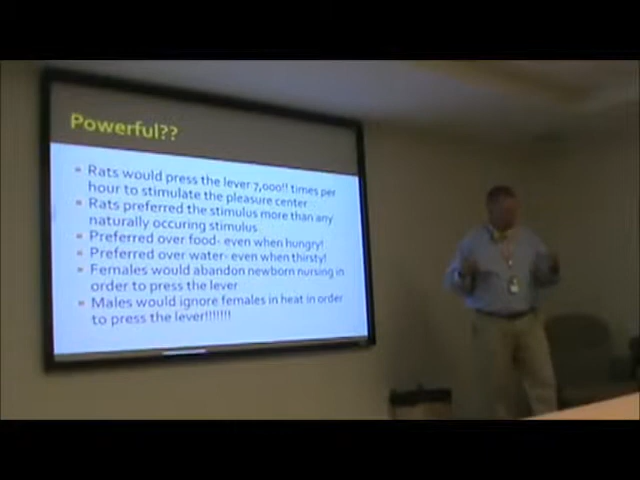 Powerful??
Rats would press the lever 7,000!! times per
hour to stimulate the pleasure center
Rats preferred the stimulus more than any
naturally occuring stimulus
Preferred over food- even when hungry!
Preferred over water- even when thirsty!
Females would abandon newborn nursing in
order to press the lever
Males would ignore females in heat in order
to press the lever!!!!!!!